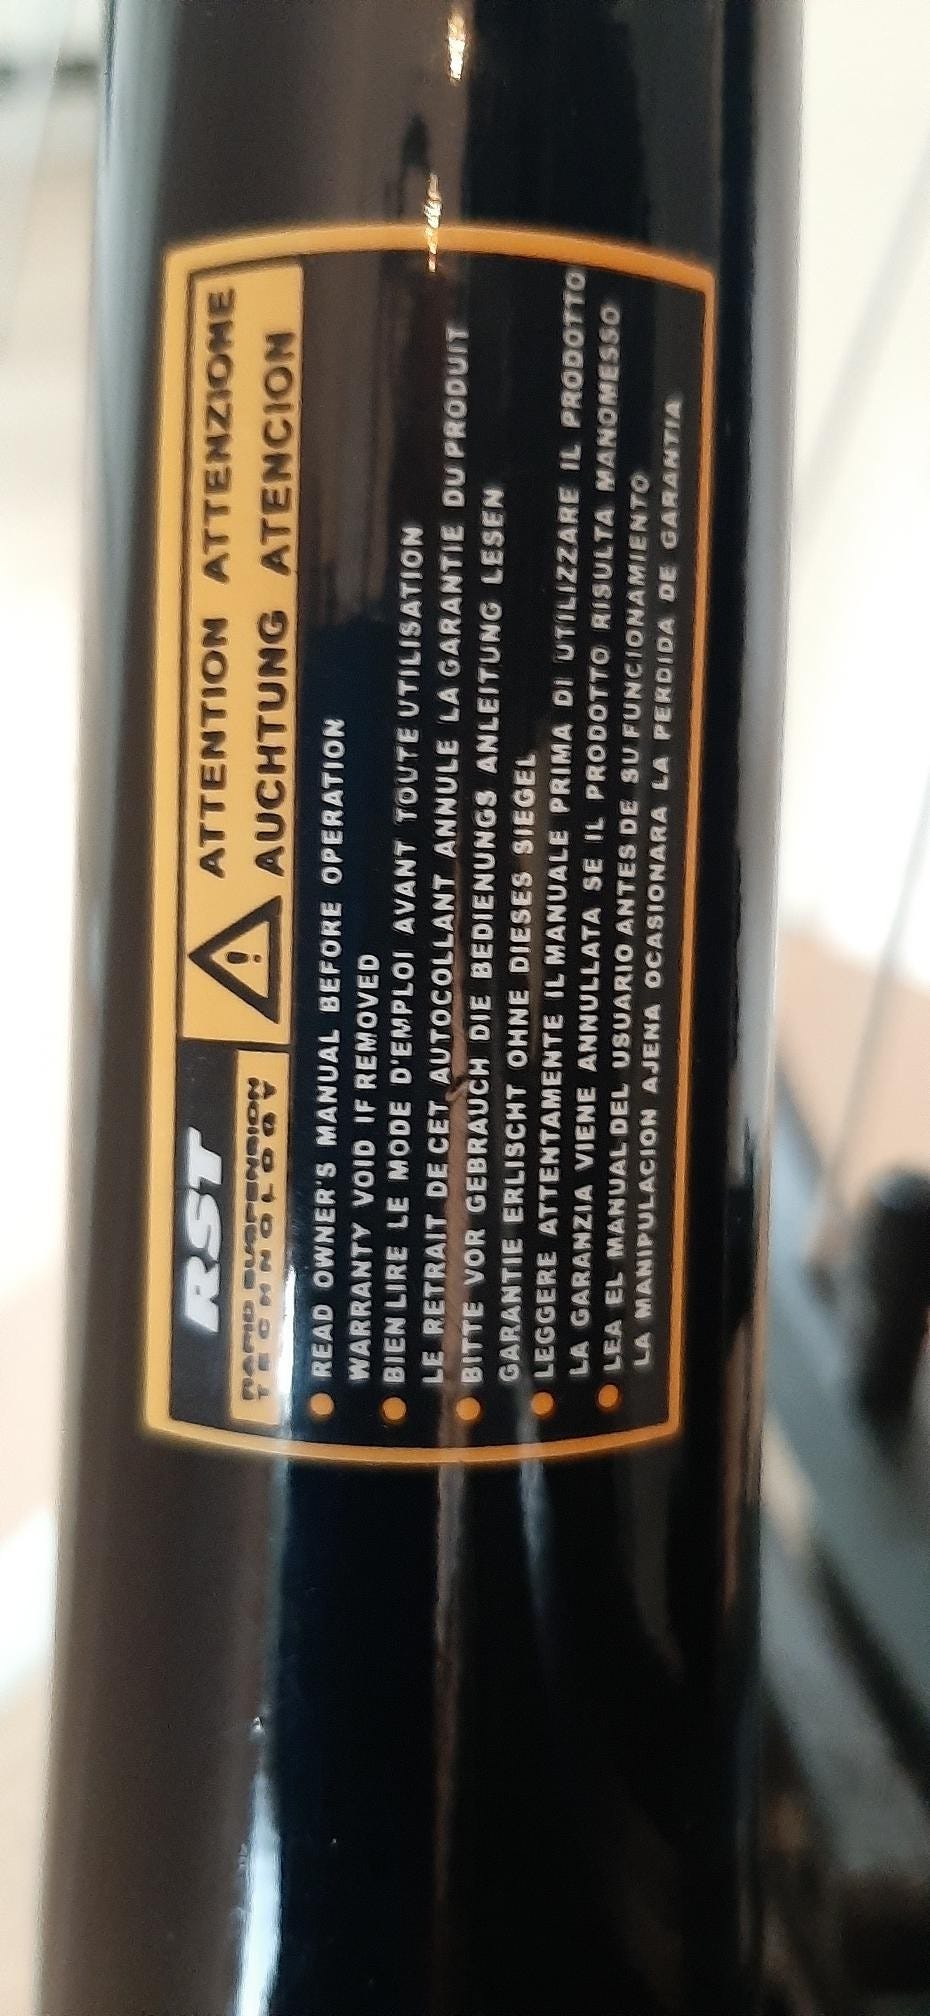 RST
RAPID SUSPENSION
TECHNOLOGY
ATTENTION ATTENZIOME
AUCHTUNG ATENCION
READ OWNER'S MANUAL BEFORE OPERATION
WARRANTY VOID IF REMOVED
BIEN LIRE LE MODE D'EMPLOI AVANT TOUTE UTILISATION
LE RETRAIT DE CET AUTOCOLLANT ANNULE LA GARANTIE DU PRODUIT
BITTE VOR GEBRAUCH DIE BEDIENUNGS ANLEITUNG LESEN
GARANTIE ERLISCHT OHNE DIESES SIEGEL
LEGGERE ATTENTAMENTE IL MANUALE PRIMA DI UTILIZZARE IL PRODOTTO
LA GARANZIA VIENE ANNULLATA SE IL PRODOTTO RISULTA MANOMESSO
LEA EL MANUAL DEL USUARIO ANTES DE SU FUNCIONAMIENTO
LA MANIPULACION AJENA OCASIONARA LA PERDIDA DE GARANTIA